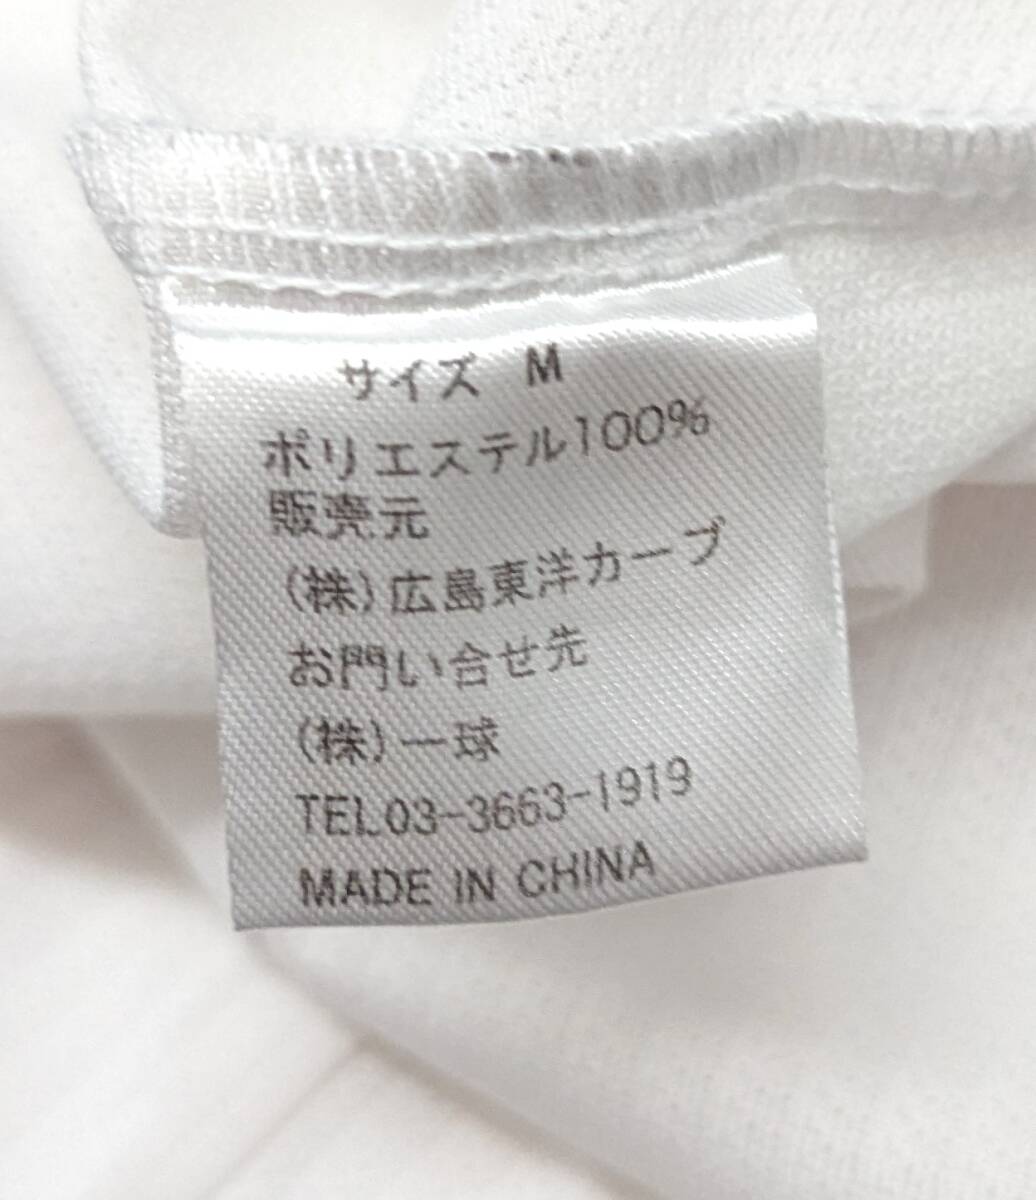 サイズ M
ポリエステル100%
販売元
(株)広島東洋カープ
お問い合せ先
(株)一球
TEL03-3663-1919
MADE IN CHINA